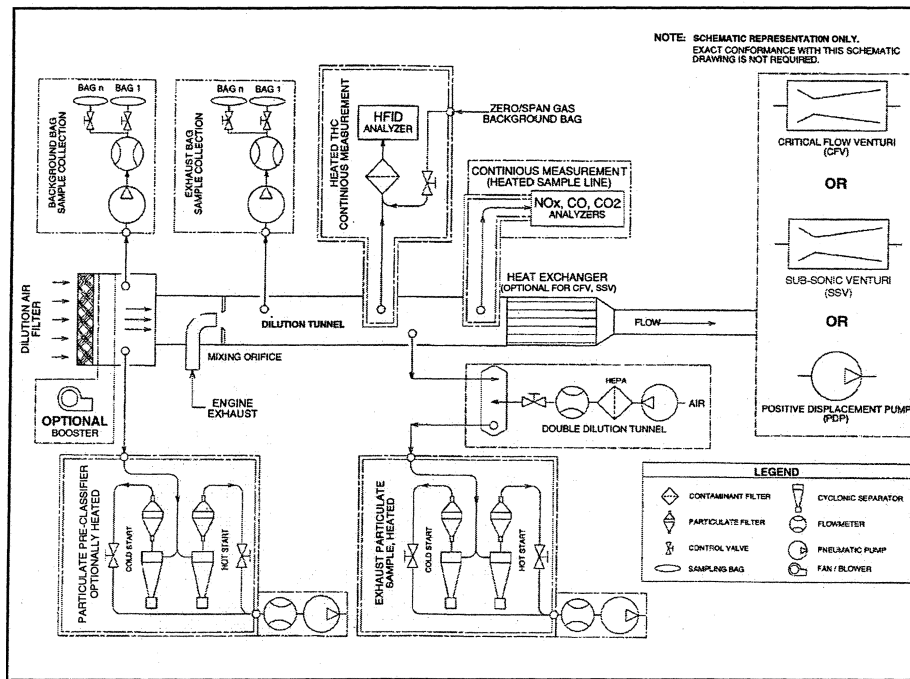 NOTE: SCHEMATIC REPRESENTATION ONLY.
EXACT CONFORMANCE WITH THIS SCHEMATIC
DRAWING IS NOT REQUIRED.
BAG n BAG 1
BACKGROUND BAG
SAMPLE COLLECTION
BAG n BAG 1
EXHAUST BAG
SAMPLE COLLECTION
HEATED THC
CONTINIOUS MEASUREMENT
HFID
ANALYZER
ZERO/SPAN GAS
BACKGROUND BAG
CONTINIOUS MEASUREMENT
(HEATED SAMPLE LINE)
NOx, CO, CO2
ANALYZERS
CRITICAL FLOW VENTURI
(CFV)
OR
SUB-SONIC VENTURI
(SSV)
OR
POSITIVE DISPLACEMENT PUMP
(PDP)
HEAT EXCHANGER
(OPTIONAL FOR CFV, SSV)
DILUTION AIR
FILTER
DILUTION TUNNEL
FLOW
MIXING ORIFICE
ENGINE
EXHAUST
OPTIONAL
BOOSTER
HEPA
AIR
DOUBLE DILUTION TUNNEL
PARTICULATE PRE-CLASSIFIER
OPTIONALLY HEATED
COLD START
HOT START
EXHAUST PARTICULATE
SAMPLE, HEATED
COLD START
HOT START
LEGEND
CONTAMINANT FILTER
CYCLONIC SEPARATOR
PARTICULATE FILTER
FLOWMETER
CONTROL VALVE
PNEUMATIC PUMP
SAMPLING BAG
FAN / BLOWER